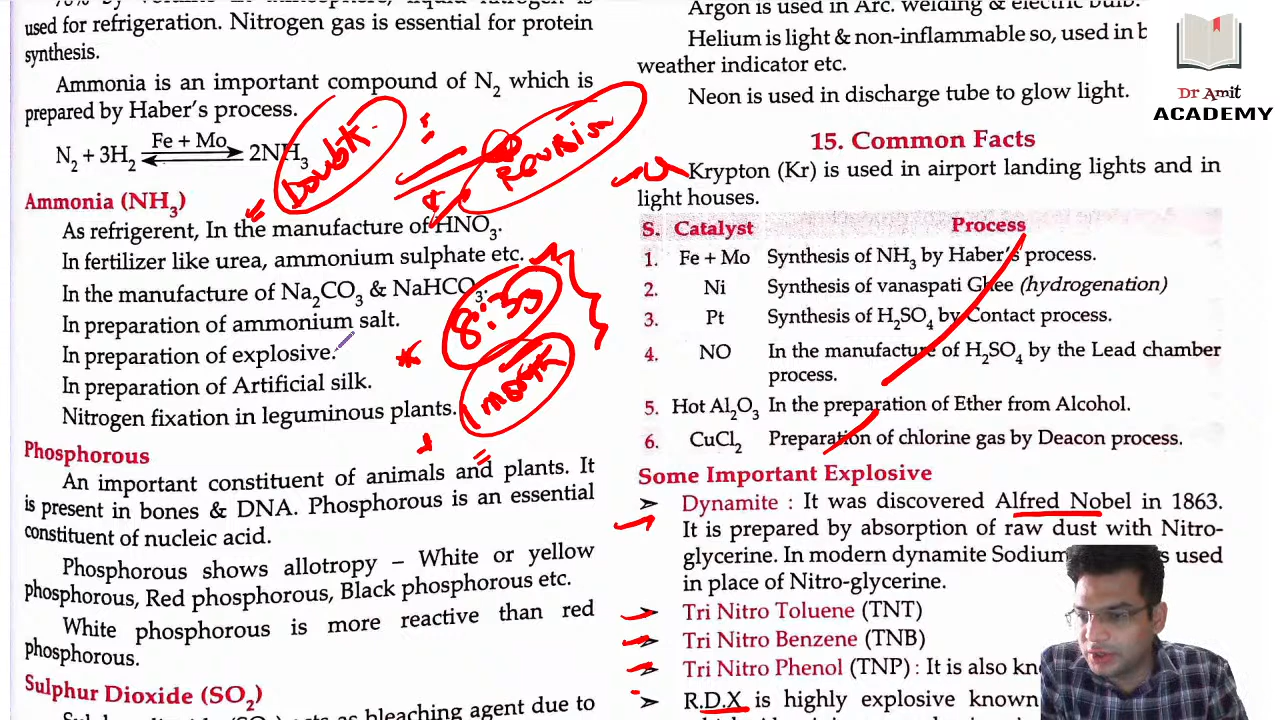 used for refrigeration. Nitrogen gas is essential for protein
synthesis.
Ammonia is an important compound of N2 which is
prepared by Haber's process.
Fe + Mo
N2 + 3H2 2NH3
Ammonia (NH3)
As refrigerent, In the manufacture of HNO3.
In fertilizer like urea, ammonium sulphate etc.
In the manufacture of Na2CO3 & NaHCO3.
In preparation of ammonium salt.
In preparation of explosive.
In preparation of Artificial silk.
Nitrogen fixation in leguminous plants.
Phosphorous
An important constituent of animals and plants. It
is present in bones & DNA. Phosphorous is an essential
constituent of nucleic acid.
Phosphorous shows allotropy – White or yellow
phosphorous, Red phosphorous, Black phosphorous etc.
White phosphorous is more reactive than red
phosphorous.
Sulphur Dioxide (SO2)
acts as bleaching agent due to
Doubt
Revision
1 month
Argon is used in Arc. welding & electric bulb.
Helium is light & non-inflammable so, used in
weather indicator etc.
Neon is used in discharge tube to glow light.
15. Common Facts
Krypton (Kr) is used in airport landing lights and in
light houses.
S. Catalyst Process
1. Fe + Mo Synthesis of NH3 by Haber's process.
2. Ni Synthesis of vanaspati Ghee (hydrogenation)
3. Pt Synthesis of H2SO4 by Contact process.
4. NO In the manufacture of H2SO4 by the Lead chamber
process.
5. Hot Al2O3 In the preparation of Ether from Alcohol.
6. CuCl2 Preparation of chlorine gas by Deacon process.
Some Important Explosive
➤ Dynamite : It was discovered Alfred Nobel in 1863.
It is prepared by absorption of raw dust with Nitro-
glycerine. In modern dynamite Sodium used
in place of Nitro-glycerine.
➤ Tri Nitro Toluene (TNT)
➤ Tri Nitro Benzene (TNB)
➤ Tri Nitro Phenol (TNP) : It is also
➤ R.D.X is highly explosive known
Dr Amit
ACADEMY